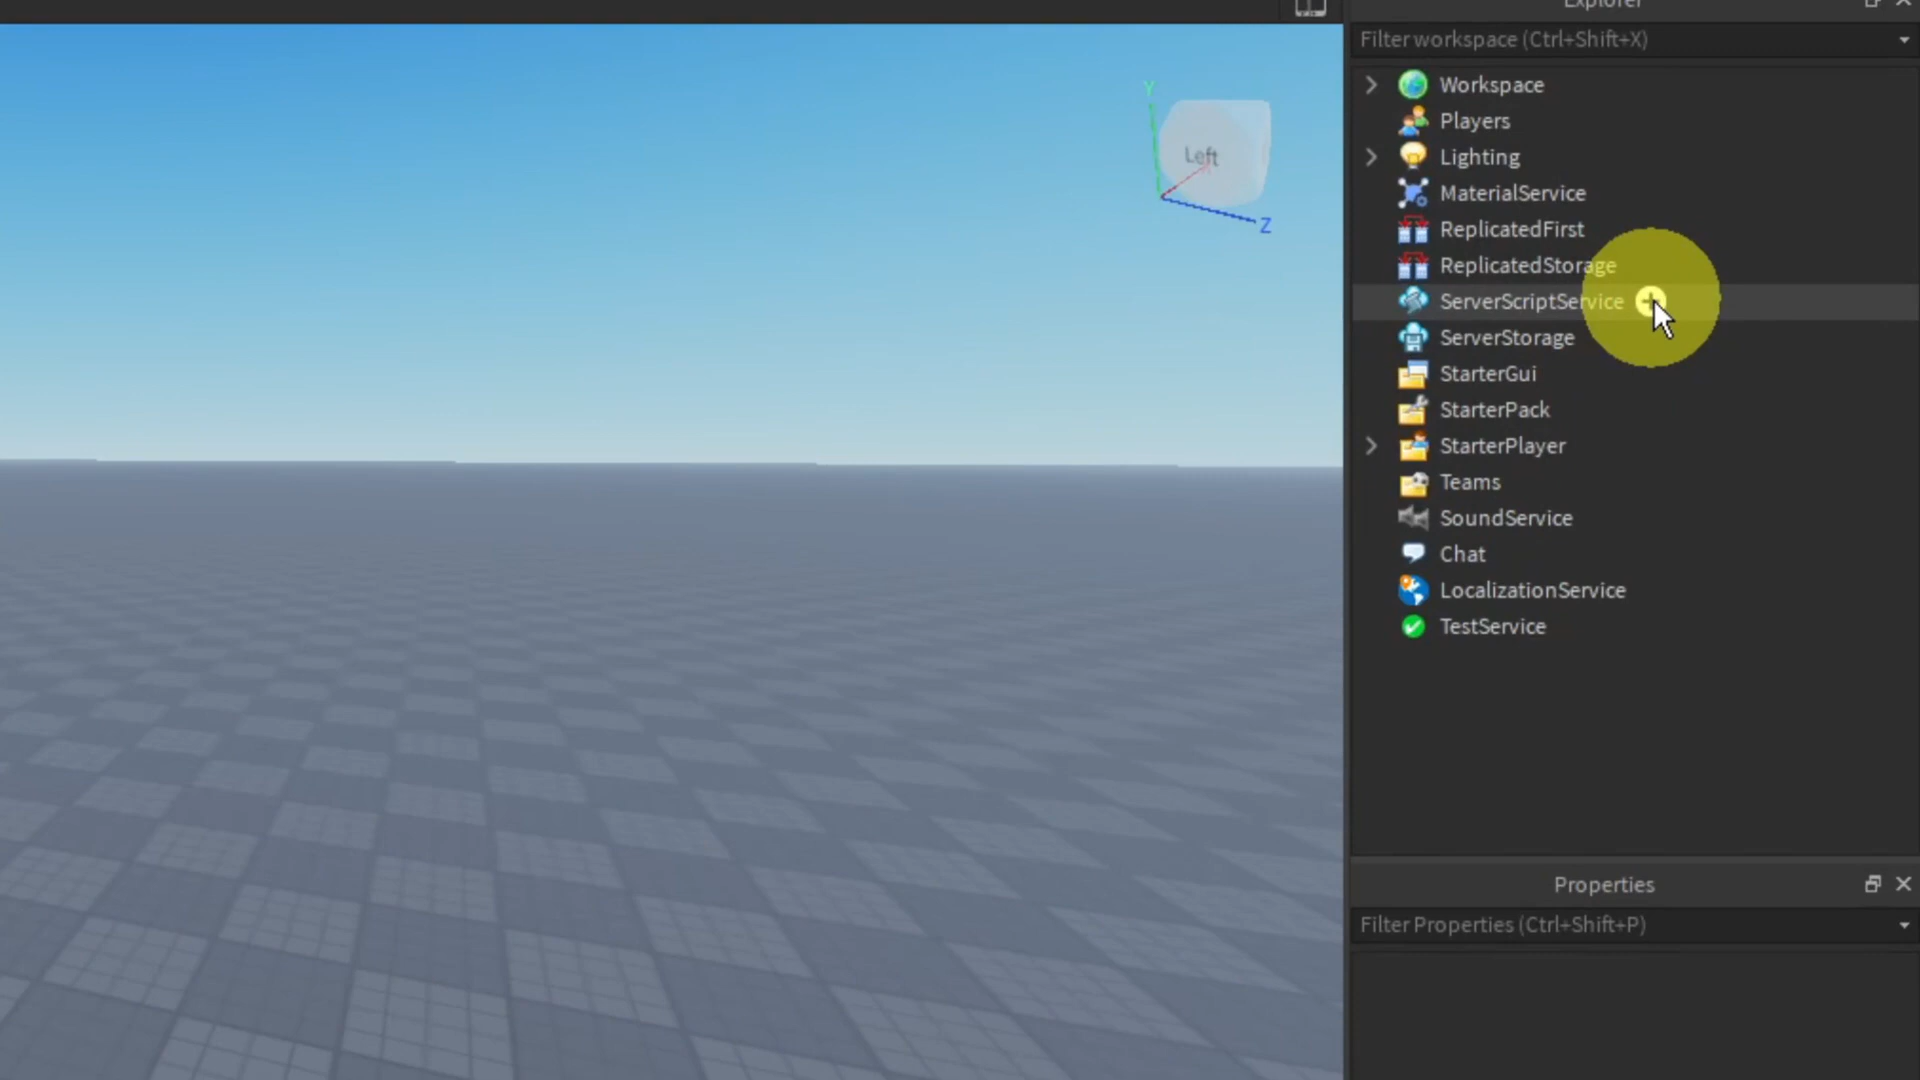 Explorer
Filter workspace (Ctrl+Shift+X)
Workspace
Players
Lighting
MaterialService
ReplicatedFirst
ReplicatedStorage
ServerScriptService
ServerStorage
StarterGui
StarterPack
StarterPlayer
Teams
SoundService
Chat
LocalizationService
TestService
Properties
Filter Properties (Ctrl+Shift+P)
Y
Left
Z